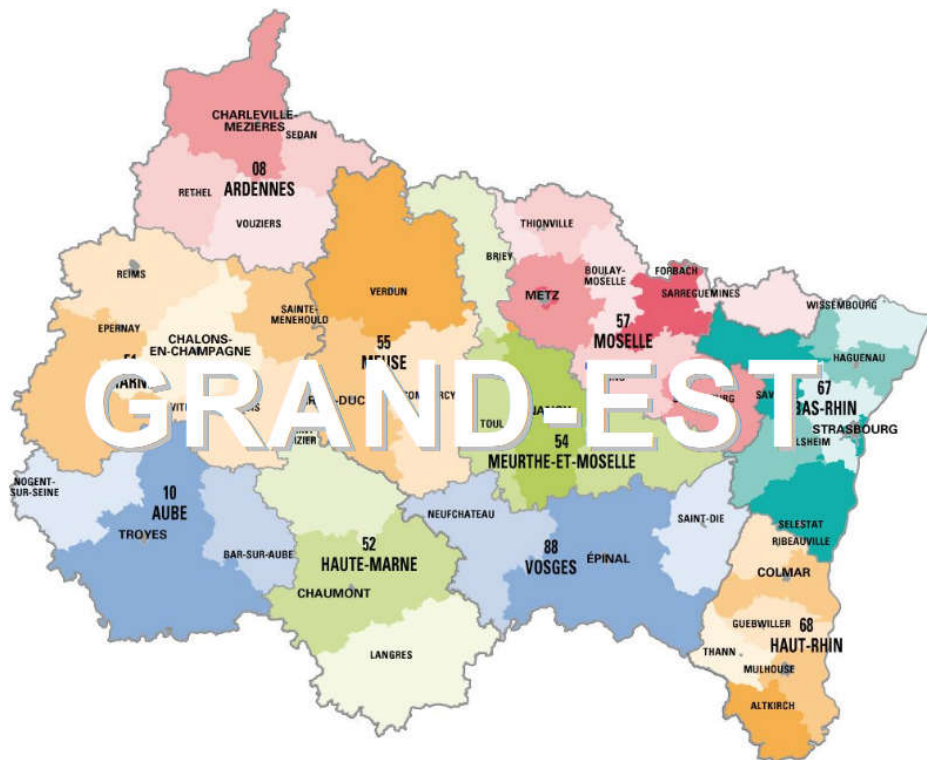 CHARLEVILLE-
MEZIERES
SEDAN
08
ARDENNES
RETHEL
VOUZIERS
THIONVILLE
BRIEY
REIMS
BOULAY-
MOSELLE
FORBACH
SARREGUEMINES
METZ
VERDUN
WISSEMBOURG
SAINTE-
MENEHOULD
57
MOSELLE
EPERNAY
CHALONS-
EN-CHAMPAGNE
55
MEUSE
HAGUENAU
67
BAS-RHIN
GRAND-EST
TOUL
STRASBOURG
54
MEURTHE-ET-MOSELLE
NOGENT-
SUR-SEINE
10
AUBE
TROYES
BAR-SUR-AUBE
NEUFCHATEAU
SAINT-DIE
SELESTAT
RIBEAUVILLE
52
HAUTE-MARNE
88
VOSGES
ÉPINAL
COLMAR
CHAUMONT
GUEBWILLER
68
HAUT-RHIN
LANGRES
THANN
MULHOUSE
ALTKIRCH